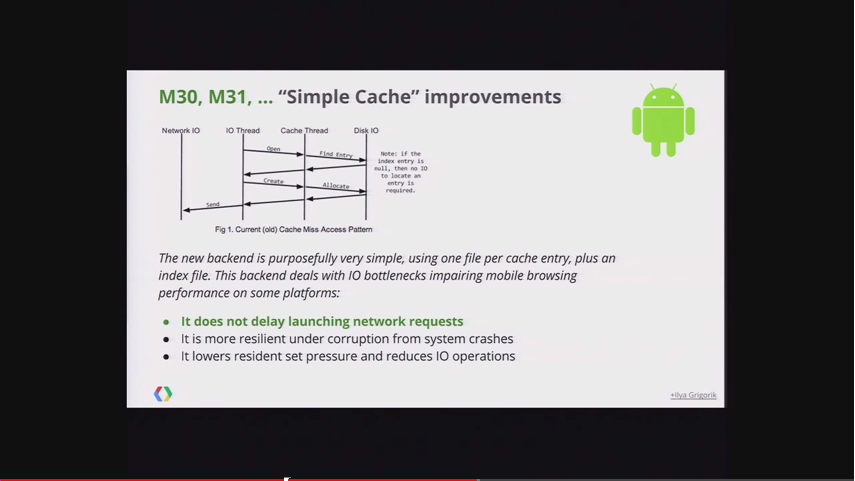 M30, M31, ... “Simple Cache” improvements
Network IO IO Thread Cache Thread Disk IO
Open
Find Entry
Note: if the
index entry is
null, then no IO
to locate an
entry is
required.
Create
Allocate
Send
Fig 1. Current (old) Cache Miss Access Pattern
The new backend is purposefully very simple, using one file per cache entry, plus an
index file. This backend deals with IO bottlenecks impairing mobile browsing
performance on some platforms:
● It does not delay launching network requests
● It is more resilient under corruption from system crashes
● It lowers resident set pressure and reduces IO operations
+Ilya Grigorik